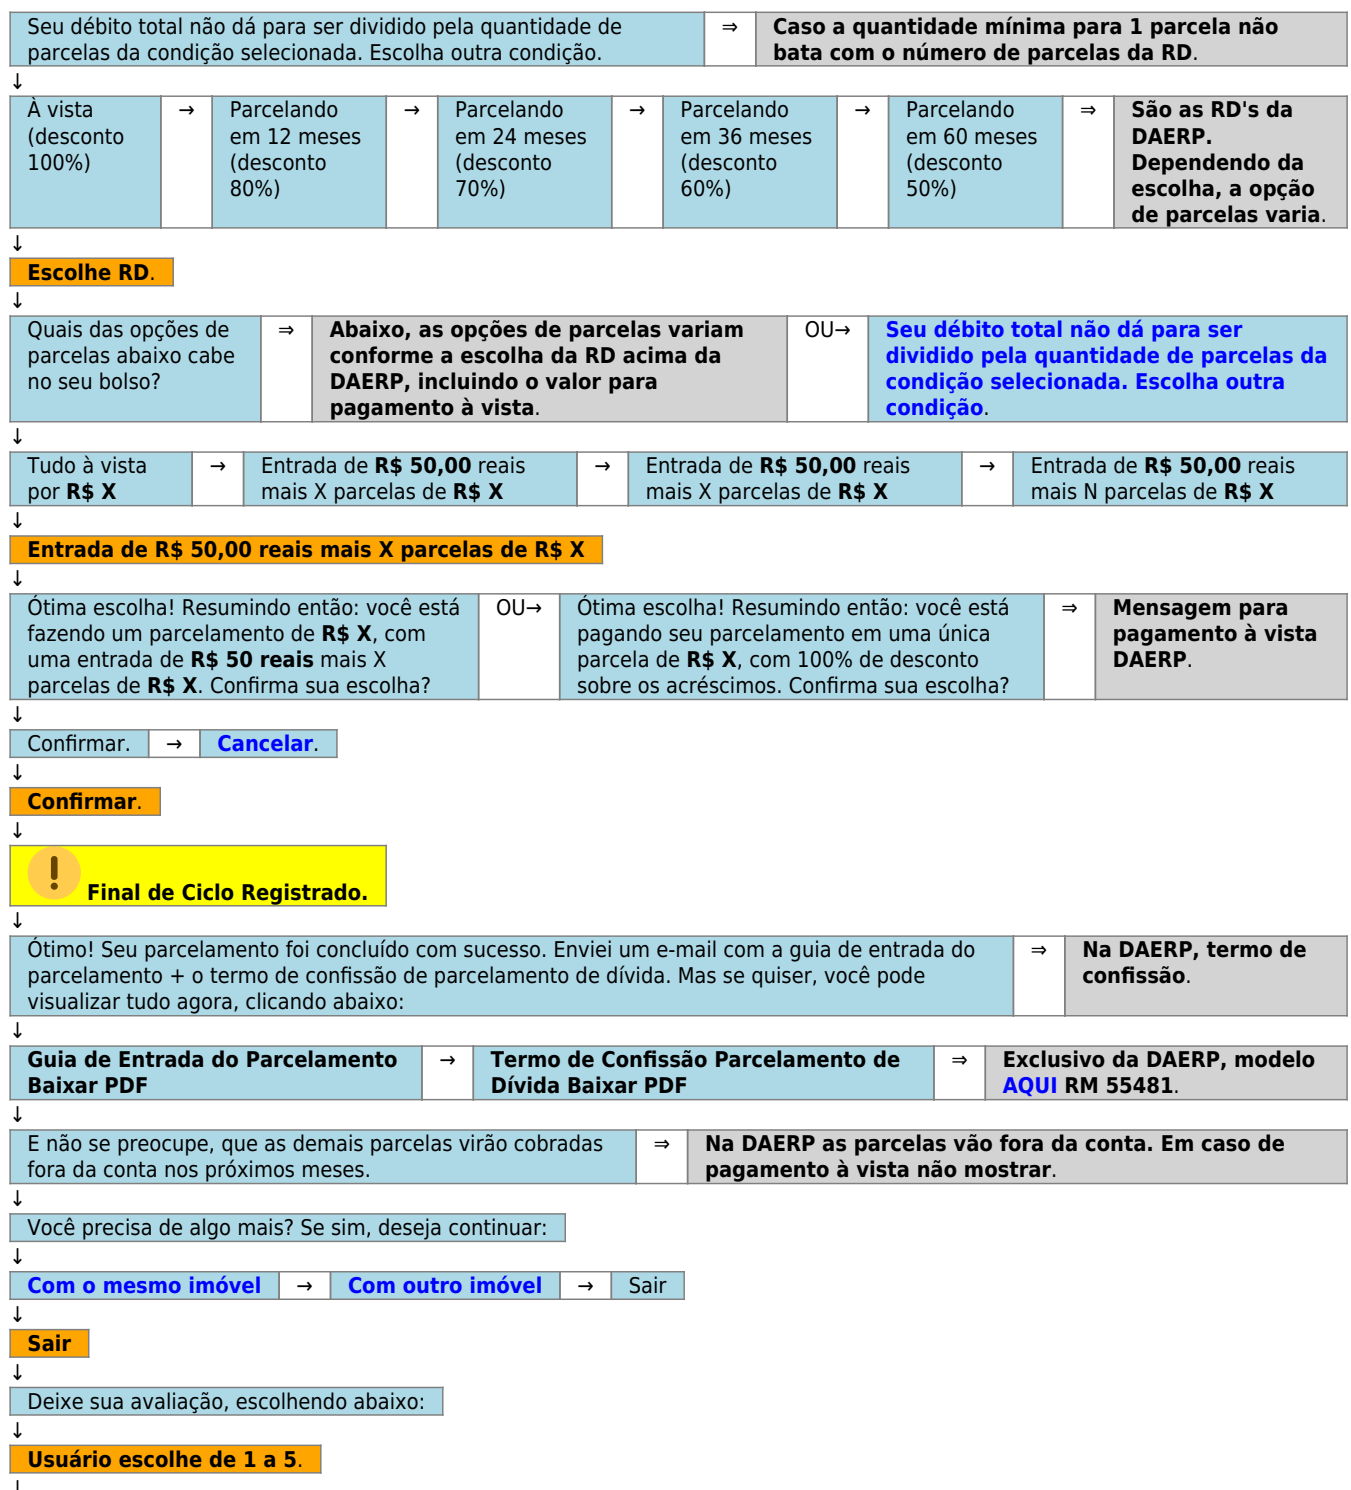 Seu débito total não dá para ser dividido pela quantidade de
parcelas da condição selecionada. Escolha outra condição.
⇒
Caso a quantidade mínima para 1 parcela não
bata com o número de parcelas da RD.
↓
À vista
(desconto
100%)
→
Parcelando
em 12 meses
(desconto
80%)
→
Parcelando
em 24 meses
(desconto
70%)
→
Parcelando
em 36 meses
(desconto
60%)
→
Parcelando
em 60 meses
(desconto
50%)
⇒
São as RD's da
DAERP.
Dependendo da
escolha, a opção
de parcelas varia.
↓
Escolhe RD.
↓
Quais das opções de
parcelas abaixo cabe
no seu bolso?
⇒
Abaixo, as opções de parcelas variam
conforme a escolha da RD acima da
DAERP, incluindo o valor para
pagamento à vista.
OU→
Seu débito total não dá para ser
dividido pela quantidade de parcelas da
condição selecionada. Escolha outra
condição.
↓
Tudo à vista
por R$ X
→
Entrada de R$ 50,00 reais
mais X parcelas de R$ X
→
Entrada de R$ 50,00 reais
mais X parcelas de R$ X
→
Entrada de R$ 50,00 reais
mais N parcelas de R$ X
↓
Entrada de R$ 50,00 reais mais X parcelas de R$ X
↓
Ótima escolha! Resumindo então: você está
fazendo um parcelamento de R$ X, com
uma entrada de R$ 50 reais mais X
parcelas de R$ X. Confirma sua escolha?
OU→
Ótima escolha! Resumindo então: você está
pagando seu parcelamento em uma única
parcela de R$ X, com 100% de desconto
sobre os acréscimos. Confirma sua escolha?
⇒
Mensagem para
pagamento à vista
DAERP.
↓
Confirmar.
→
Cancelar.
↓
Confirmar.
↓
Final de Ciclo Registrado.
↓
Ótimo! Seu parcelamento foi concluído com sucesso. Enviei um e-mail com a guia de entrada do
parcelamento + o termo de confissão de parcelamento de dívida. Mas se quiser, você pode
visualizar tudo agora, clicando abaixo:
⇒
Na DAERP, termo de
confissão.
↓
Guia de Entrada do Parcelamento
Baixar PDF
→
Termo de Confissão Parcelamento de
Dívida Baixar PDF
⇒
Exclusivo da DAERP, modelo
AQUI RM 55481.
↓
E não se preocupe, que as demais parcelas virão cobradas
fora da conta nos próximos meses.
⇒
Na DAERP as parcelas vão fora da conta. Em caso de
pagamento à vista não mostrar.
↓
Você precisa de algo mais? Se sim, deseja continuar:
↓
Com o mesmo imóvel
→
Com outro imóvel
→
Sair
↓
Sair
↓
Deixe sua avaliação, escolhendo abaixo:
↓
Usuário escolhe de 1 a 5.
↓